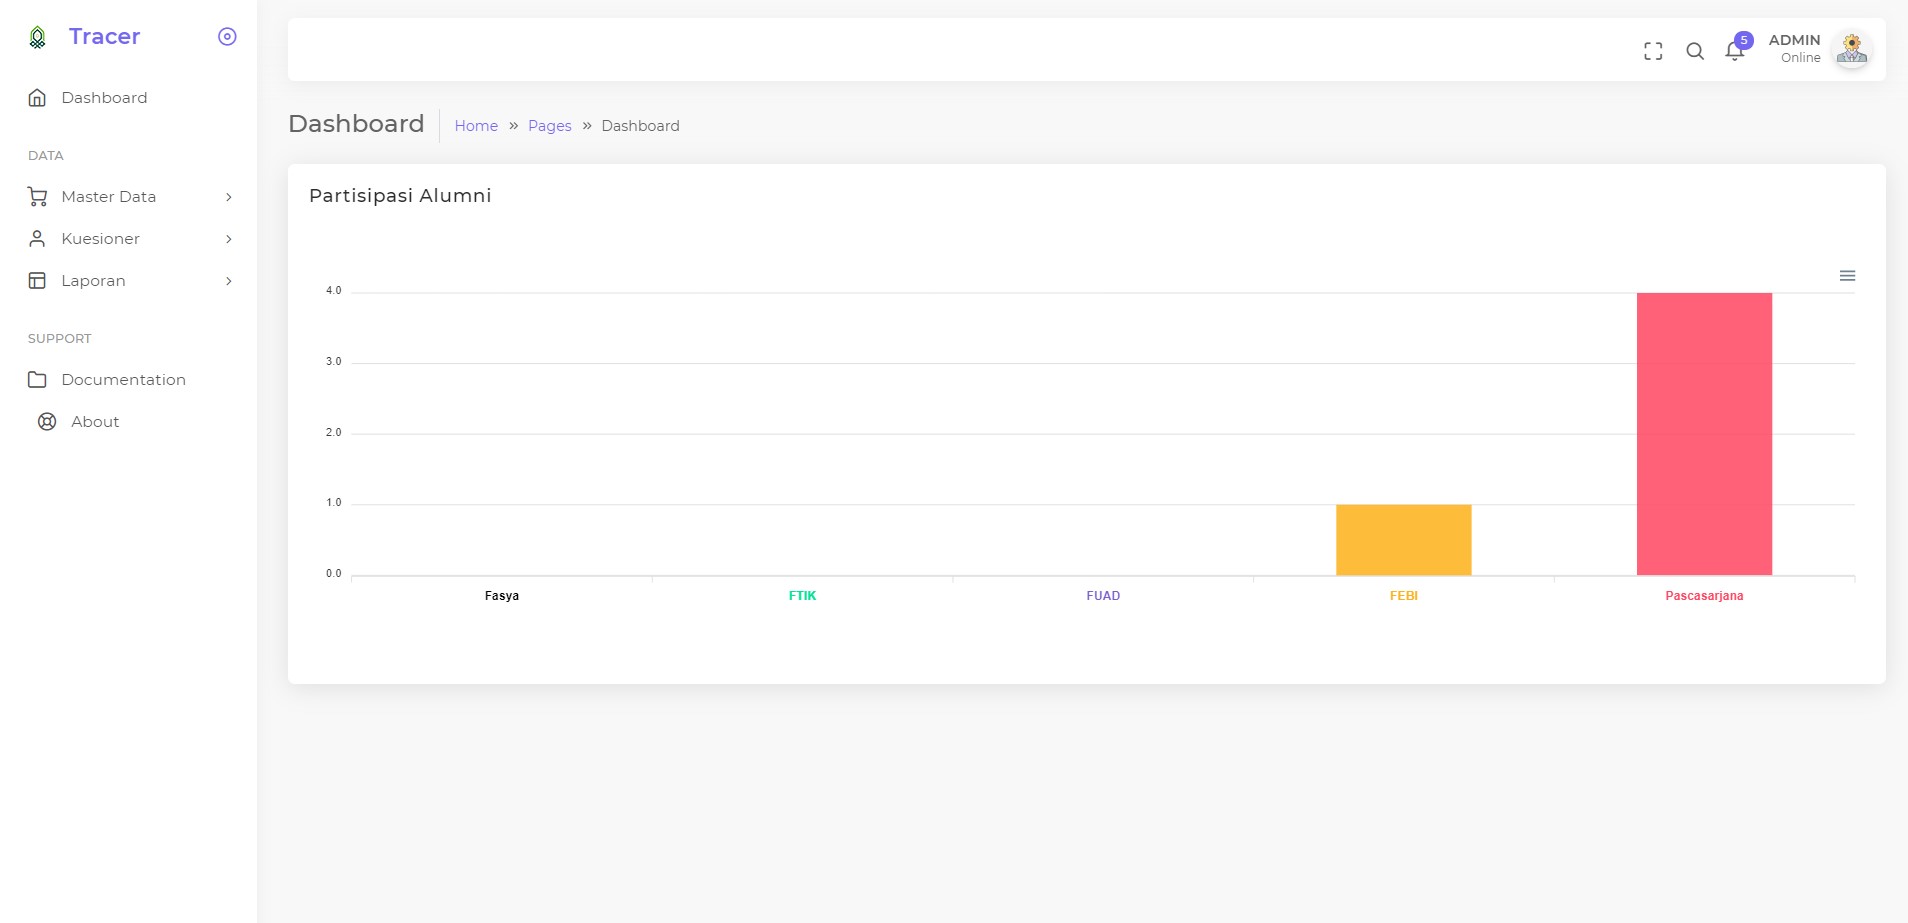 Tracer
Dashboard
DATA
Master Data
Kuesioner
Laporan
SUPPORT
Documentation
About
5
ADMIN
Online
Dashboard
Home » Pages » Dashboard
Partisipasi Alumni
4.0
3.0
2.0
1.0
0.0
Fasya FTIK FUAD FEBI Pascasarjana